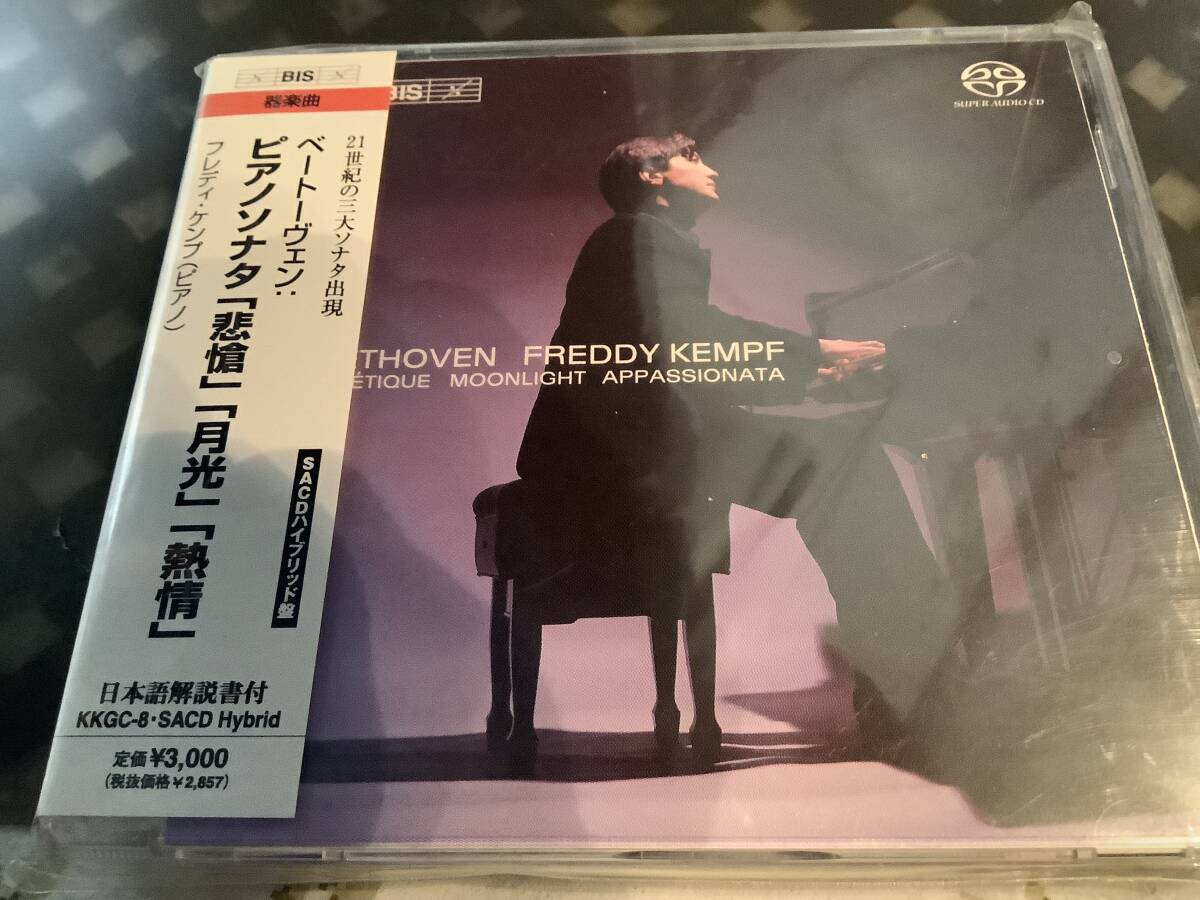 BIS
器楽曲
21世紀の三大ソナタ出現
ベートーヴェン:
ピアノソナタ「悲愴」「月光」「熱情」
フレディ・ケンプ(ピアノ)
SACDハイブリッド盤
日本語解説書付
KKGC-8・SACD Hybrid
定価¥3,000
(税抜価格¥2,857)
BIS
SUPER AUDIO CD
THOVEN FREDDY KEMPF
ÉTIQUE MOONLIGHT APPASSIONATA